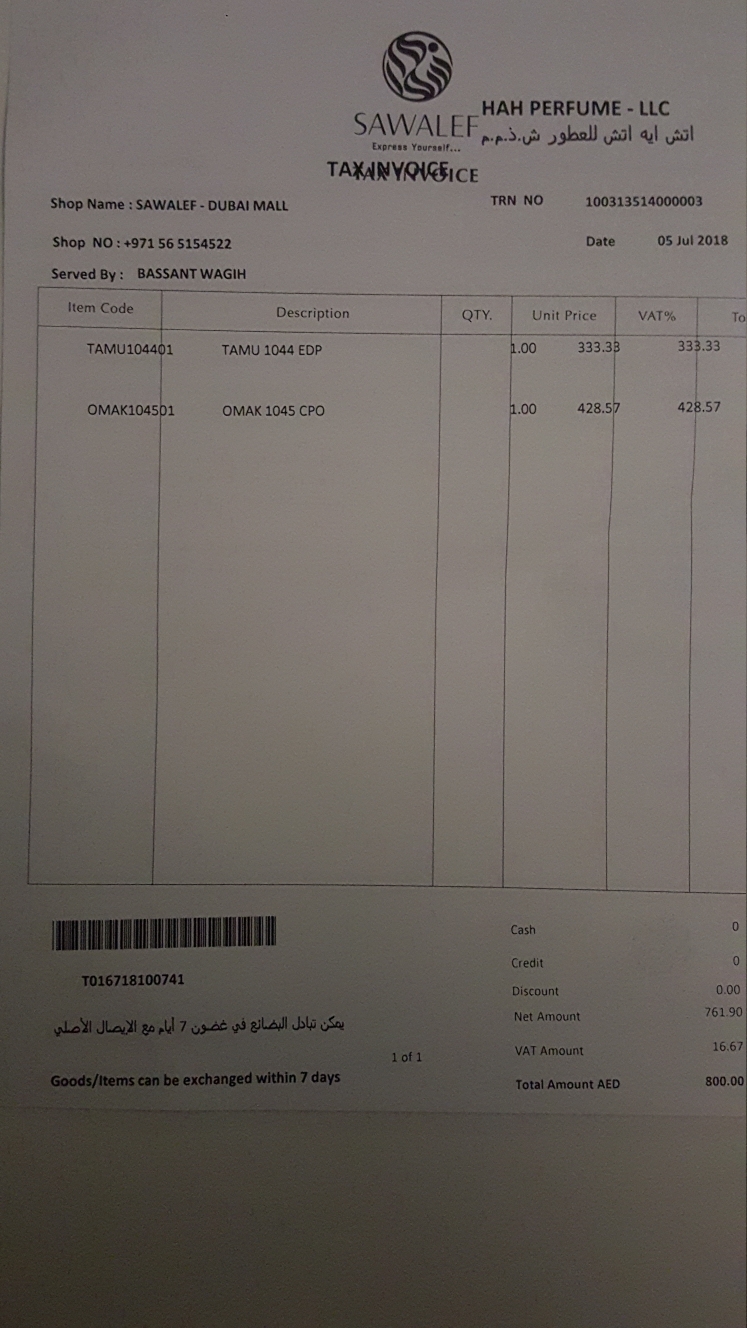 SAWALEF
Express Yourself...
HAH PERFUME - LLC
اتش ايه اتش للعطور ش.ذ.م.م
TAX INVOICE
TAX INVOICE
Shop Name : SAWALEF - DUBAI MALL
TRN NO 100313514000003
Shop NO : +971 56 5154522
Date 05 Jul 2018
Served By : BASSANT WAGIH
Item Code Description QTY. Unit Price VAT% To
TAMU104401 TAMU 1044 EDP 1.00 333.33 333.33
OMAK104501 OMAK 1045 CPO 1.00 428.57 428.57
Cash 0
Credit 0
T016718100741
Discount 0.00
Net Amount 761.90
يمكن تبادل البضائع في غضون 7 أيام مع الإيصال الأصلي
VAT Amount 16.67
1 of 1
Goods/Items can be exchanged within 7 days
Total Amount AED 800.00